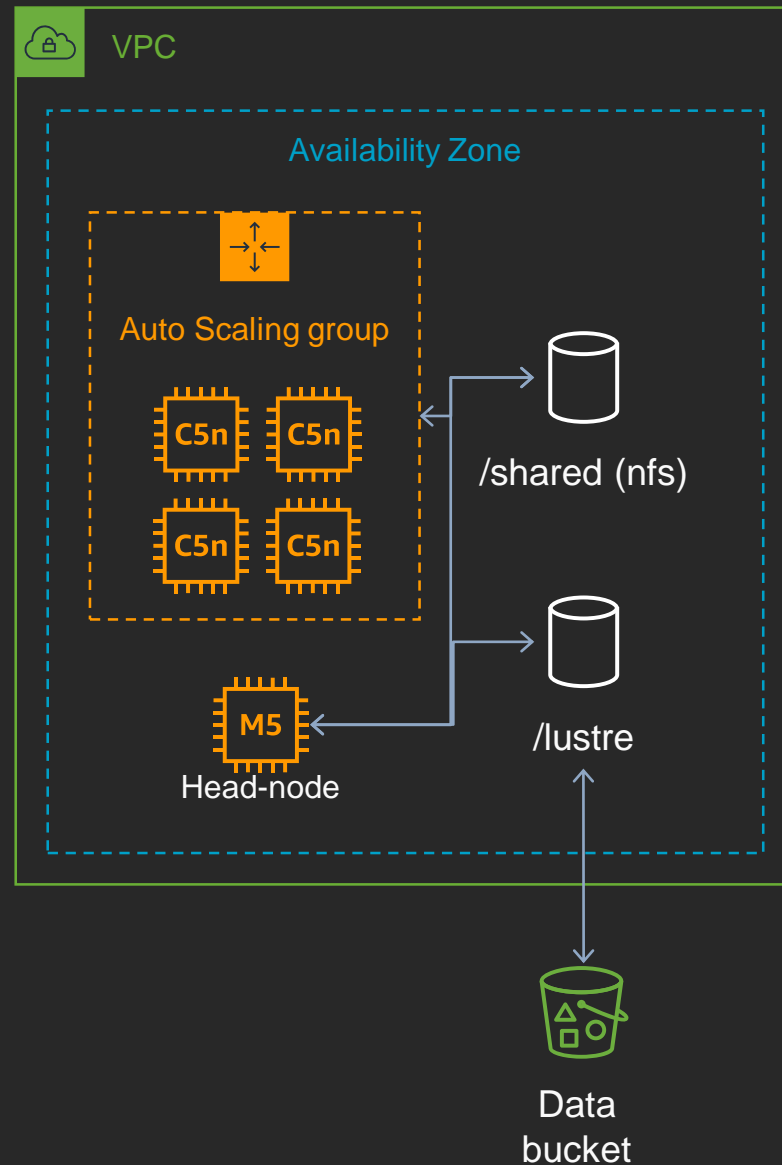 VPC
Availability Zone
Auto Scaling group
C5n
C5n
C5n
C5n
/shared (nfs)
M5
Head-node
/lustre
Data
bucket